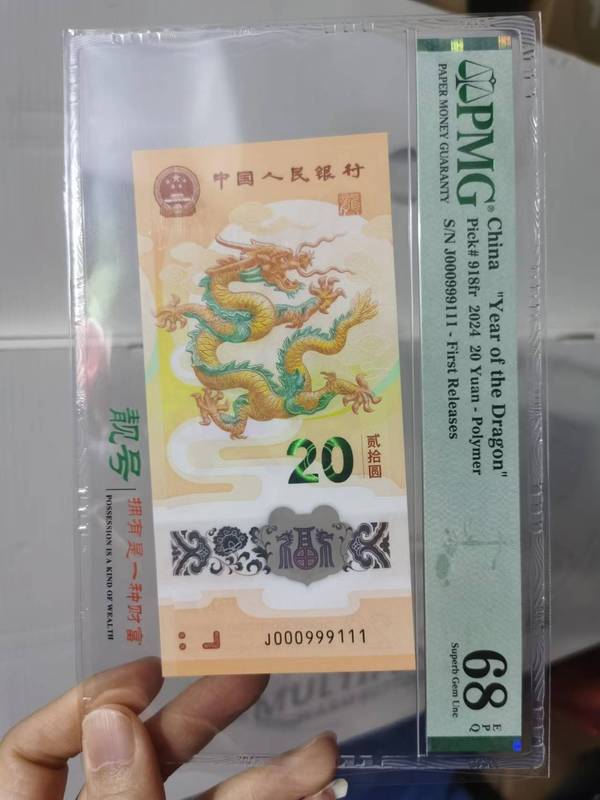 PMG®
PAPER MONEY GUARANTY
China "Year of the Dragon"
Pick# 918fr 2024 20 Yuan - Polymer
S/N J000999111 - First Releases
68
EPQ
Superb Gem Unc
中国人民银行
20
贰拾圆
J000999111
靓号
拥有是一种财富
POSSESSION IS A KIND OF WEALTH